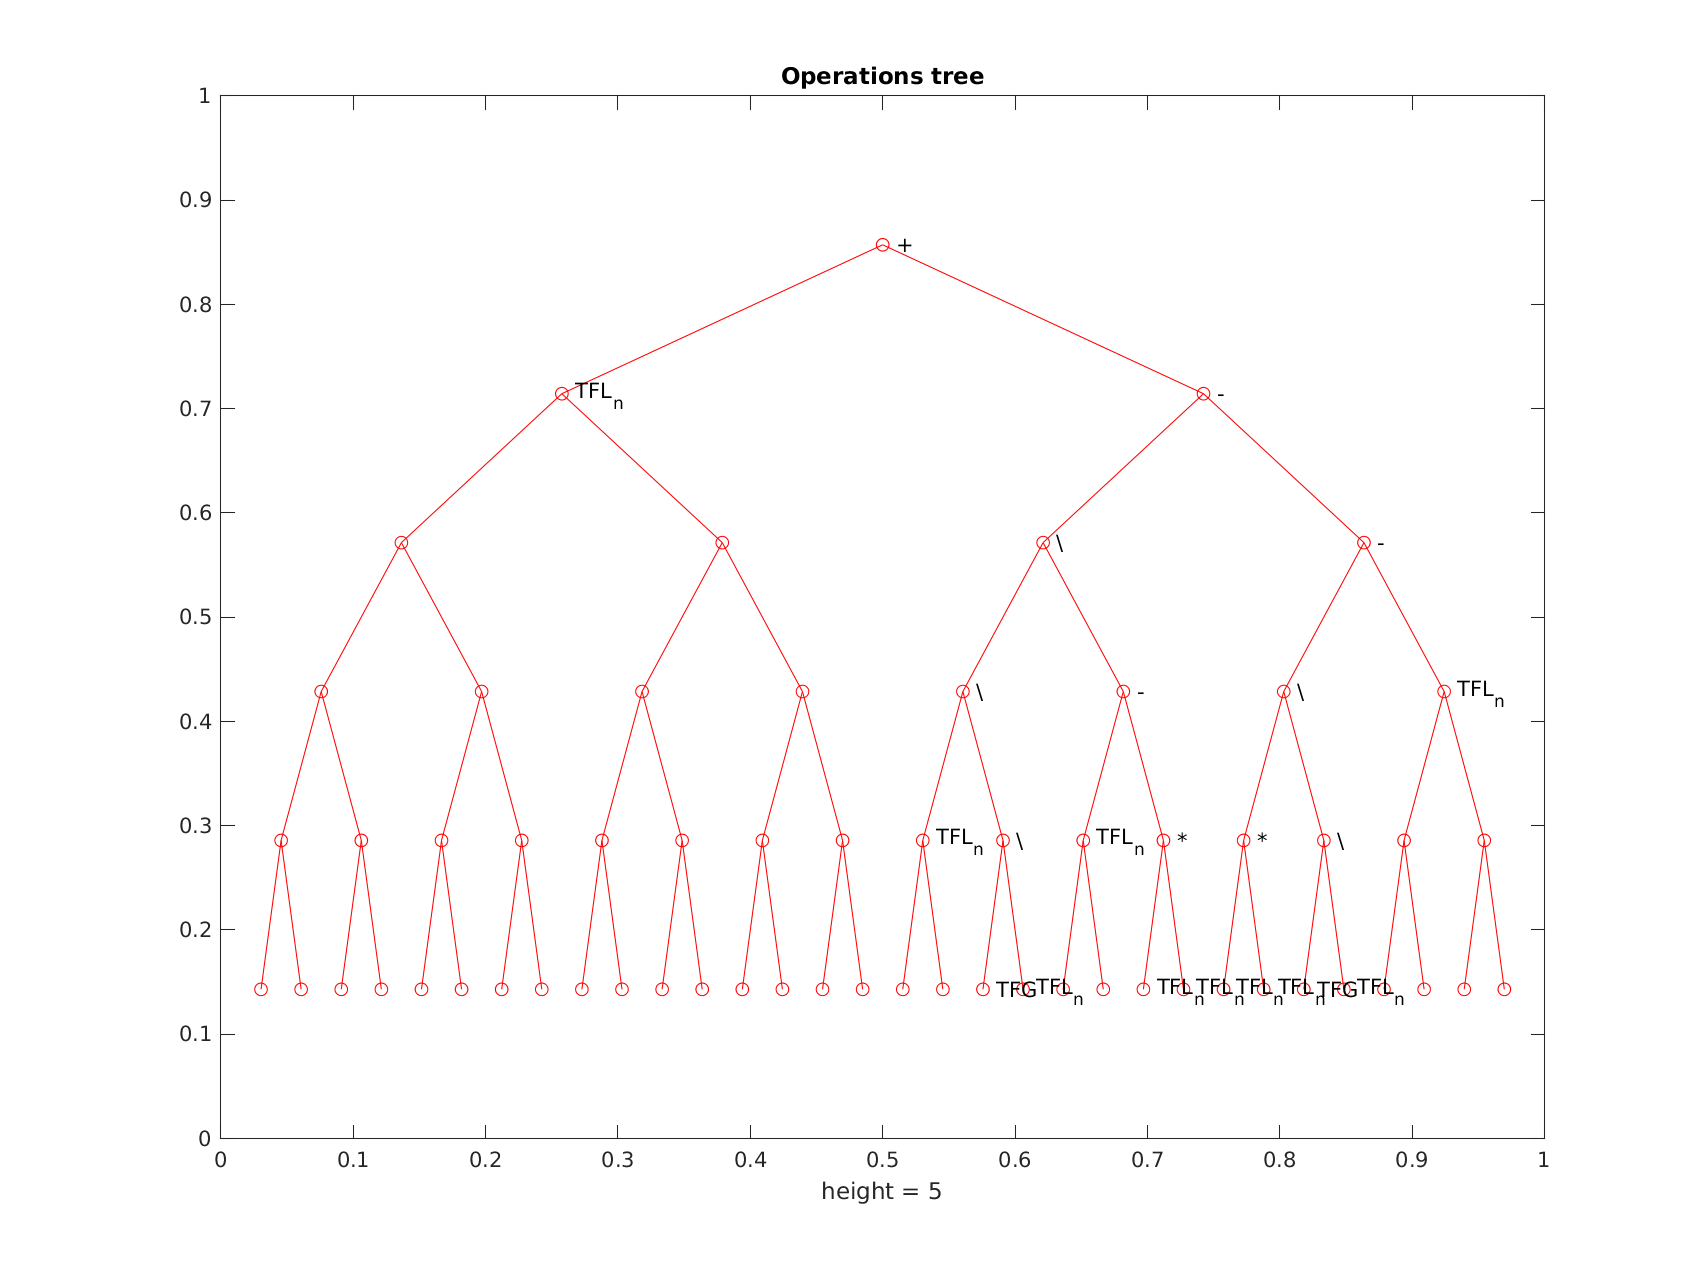 Operations tree
1
0.9
+
0.8
TFLn -
0.7
0.6
\ -
0.5
\ - \ TFLn
0.4
0.3
TFLn \ TFLn * * \
0.2
TFG TFLn TFLn TFLn TFLn TFLn TFG TFLn
0.1
0
0 0.1 0.2 0.3 0.4 0.5 0.6 0.7 0.8 0.9 1
height = 5